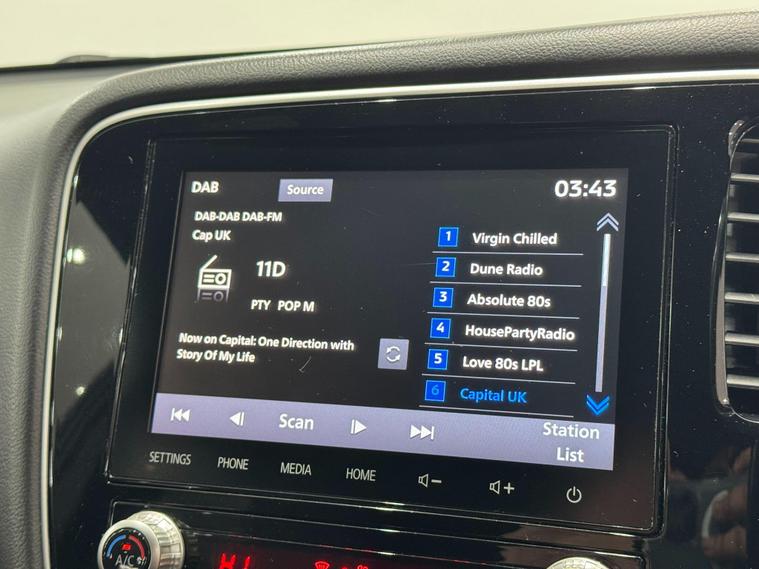 DAB Source 03:43
DAB-DAB DAB-FM
Cap UK
11D
PTY POP M
Now on Capital: One Direction with
Story Of My Life
1 Virgin Chilled
2 Dune Radio
3 Absolute 80s
4 HousePartyRadio
5 Love 80s LPL
6 Capital UK
Scan
Station
List
SETTINGS PHONE MEDIA HOME
A/C
HI